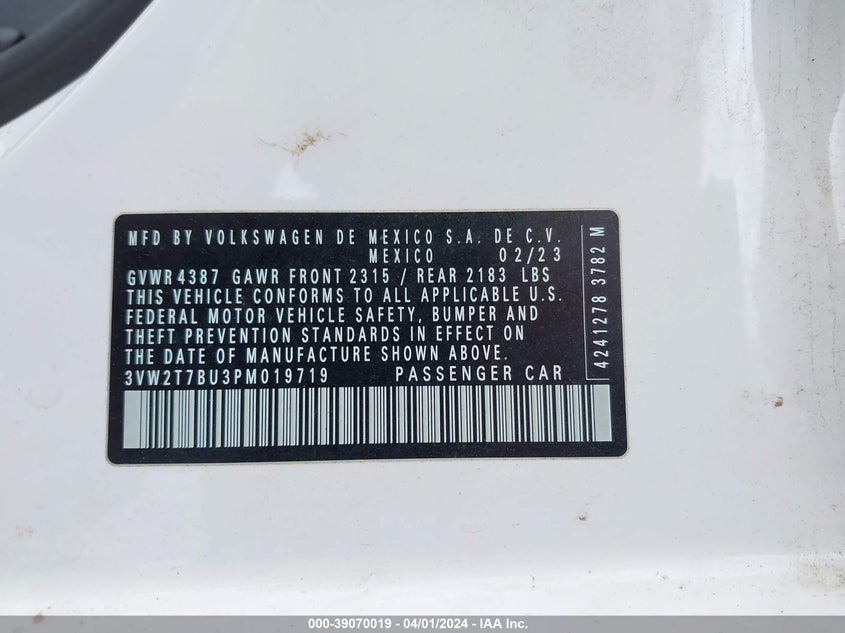 MFD BY VOLKSWAGEN DE MEXICO S.A. DE C.V.
MEXICO 02/23
GVWR 4387 GAWR FRONT 2315 / REAR 2183 LBS
THIS VEHICLE CONFORMS TO ALL APPLICABLE U.S.
FEDERAL MOTOR VEHICLE SAFETY, BUMPER AND
THEFT PREVENTION STANDARDS IN EFFECT ON
THE DATE OF MANUFACTURE SHOWN ABOVE.
3VW2T7BU3PM019719 PASSENGER CAR
4241278 3782 M
000-39070019 - 04/01/2024 - IAA Inc.